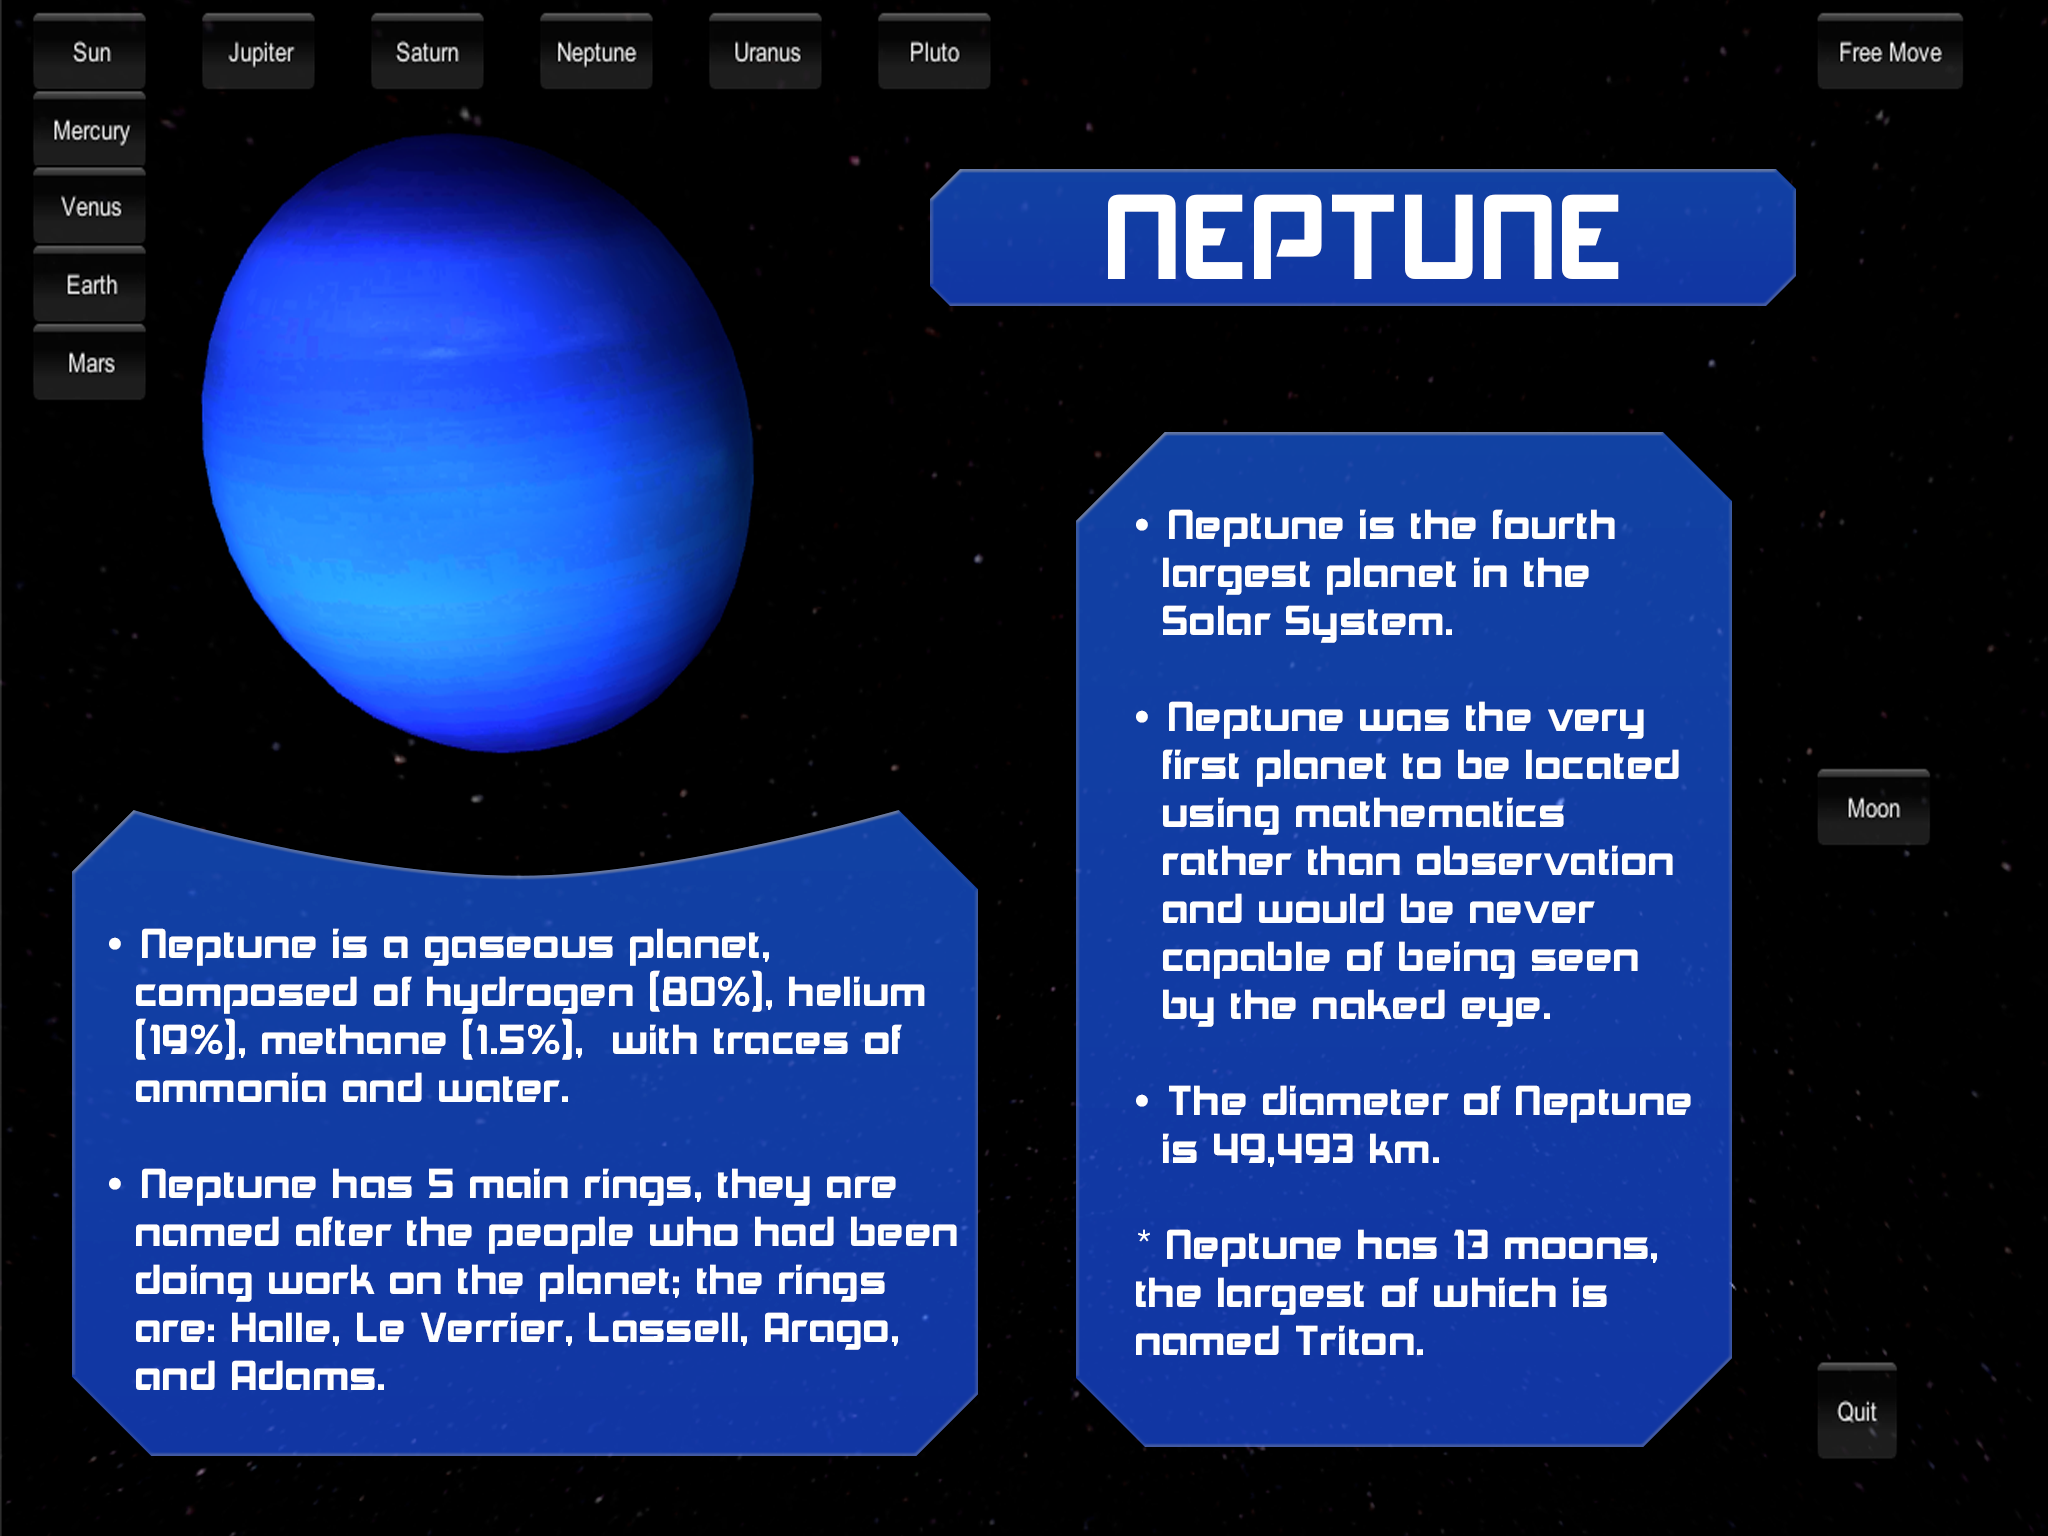 Sun
Jupiter
Saturn
Neptune
Uranus
Pluto
Free Move
Mercury
Venus
Earth
Mars
NEPTUNE
• Neptune is the fourth
largest planet in the
Solar System.
• Neptune was the very
first planet to be located
using mathematics
rather than observation
and would be never
capable of being seen
by the naked eye.
• The diameter of Neptune
is 49,493 km.
* Neptune has 13 moons,
the largest of which is
named Triton.
Moon
• Neptune is a gaseous planet,
composed of hydrogen (80%), helium
(19%), methane (1.5%),  with traces of
ammonia and water.
• Neptune has 5 main rings, they are
named after the people who had been
doing work on the planet; the rings
are: Halle, Le Verrier, Lassell, Arago,
and Adams.
Quit